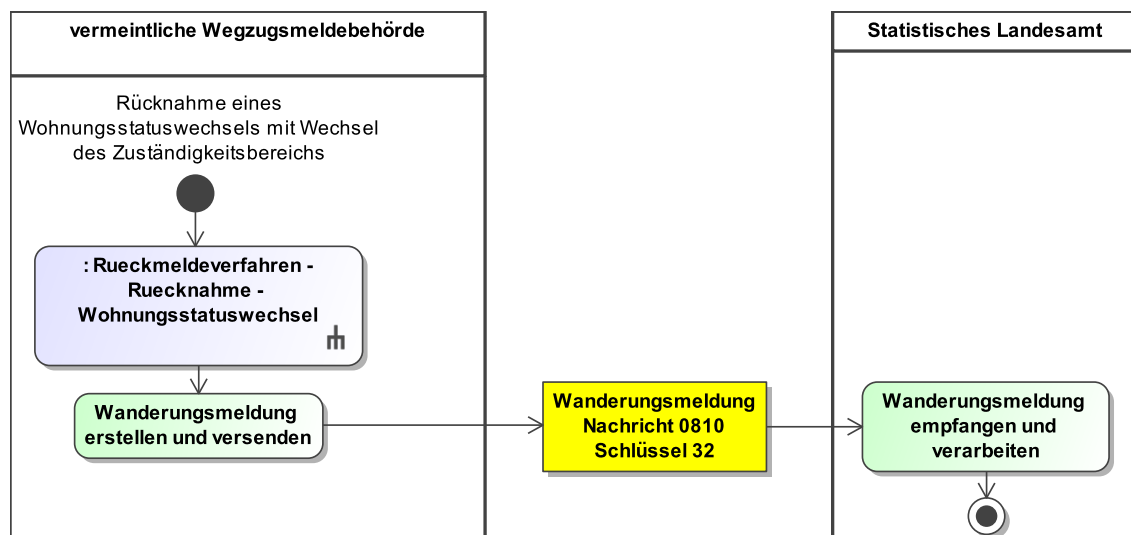 vermeintliche Wegzugsmeldebehörde
Statistisches Landesamt
Rücknahme eines
Wohnungsstatuswechsels mit Wechsel
des Zuständigkeitsbereichs
: Rueckmeldeverfahren -
Ruecknahme -
Wohnungsstatuswechsel
Wanderungsmeldung
erstellen und versenden
Wanderungsmeldung
Nachricht 0810
Schlüssel 32
Wanderungsmeldung
empfangen und
verarbeiten